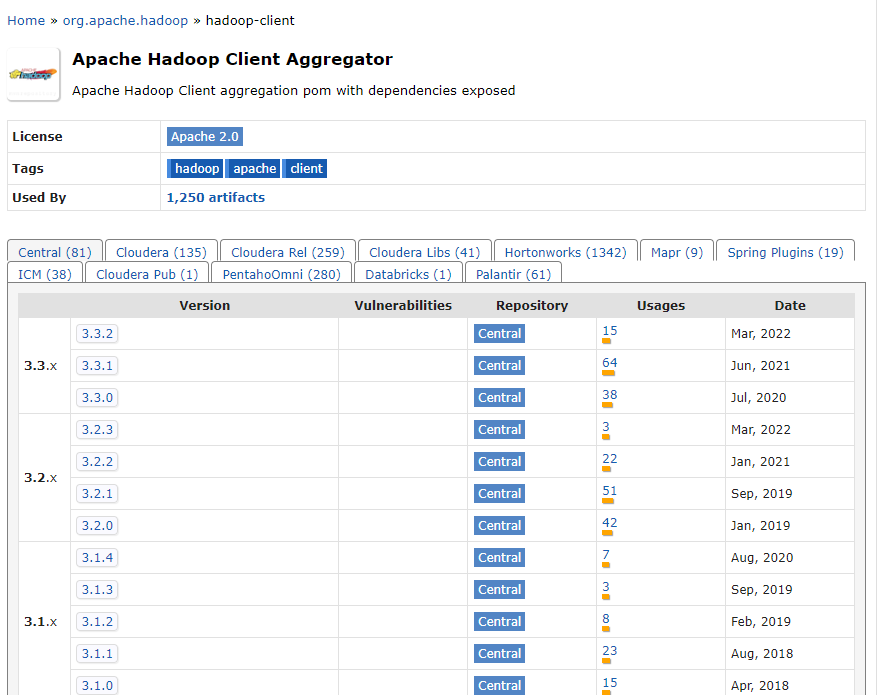 Home » org.apache.hadoop » hadoop-client
Apache Hadoop Client Aggregator
Apache Hadoop Client aggregation pom with dependencies exposed
License Apache 2.0
Tags hadoop apache client
Used By 1,250 artifacts
Central (81) Cloudera (135) Cloudera Rel (259) Cloudera Libs (41) Hortonworks (1342) Mapr (9) Spring Plugins (19)
ICM (38) Cloudera Pub (1) PentahoOmni (280) Databricks (1) Palantir (61)
Version Vulnerabilities Repository Usages Date
3.3.2 Central 15 Mar, 2022
3.3.x 3.3.1 Central 64 Jun, 2021
3.3.0 Central 38 Jul, 2020
3.2.3 Central 3 Mar, 2022
3.2.2 Central 22 Jan, 2021
3.2.x
3.2.1 Central 51 Sep, 2019
3.2.0 Central 42 Jan, 2019
3.1.4 Central 7 Aug, 2020
3.1.3 Central 3 Sep, 2019
3.1.x 3.1.2 Central 8 Feb, 2019
3.1.1 Central 23 Aug, 2018
3.1.0 Central 15 Apr, 2018